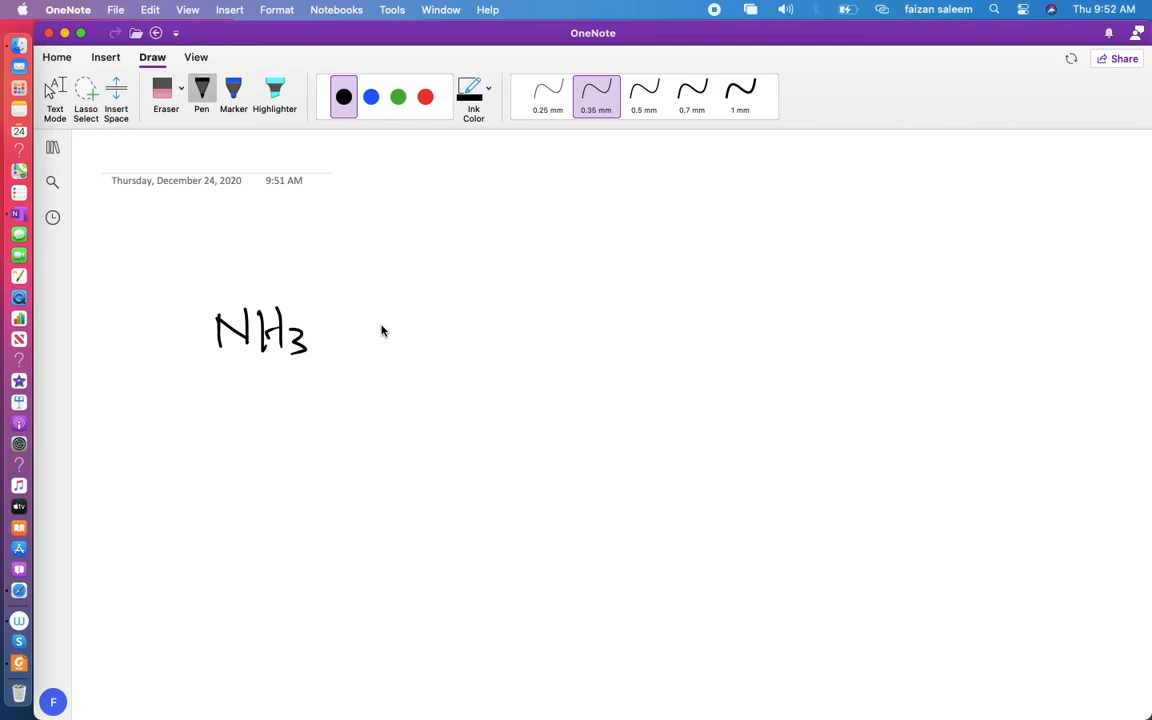 OneNote File Edit View Insert Format Notebooks Tools Window Help faizan saleem Thu 9:52 AM
OneNote
Home Insert Draw View Share
Text Mode Lasso Select Insert Space Eraser Pen Marker Highlighter Ink Color 0.25 mm 0.35 mm 0.5 mm 0.7 mm 1 mm
24
Thursday, December 24, 2020 9:51 AM
NH3
F